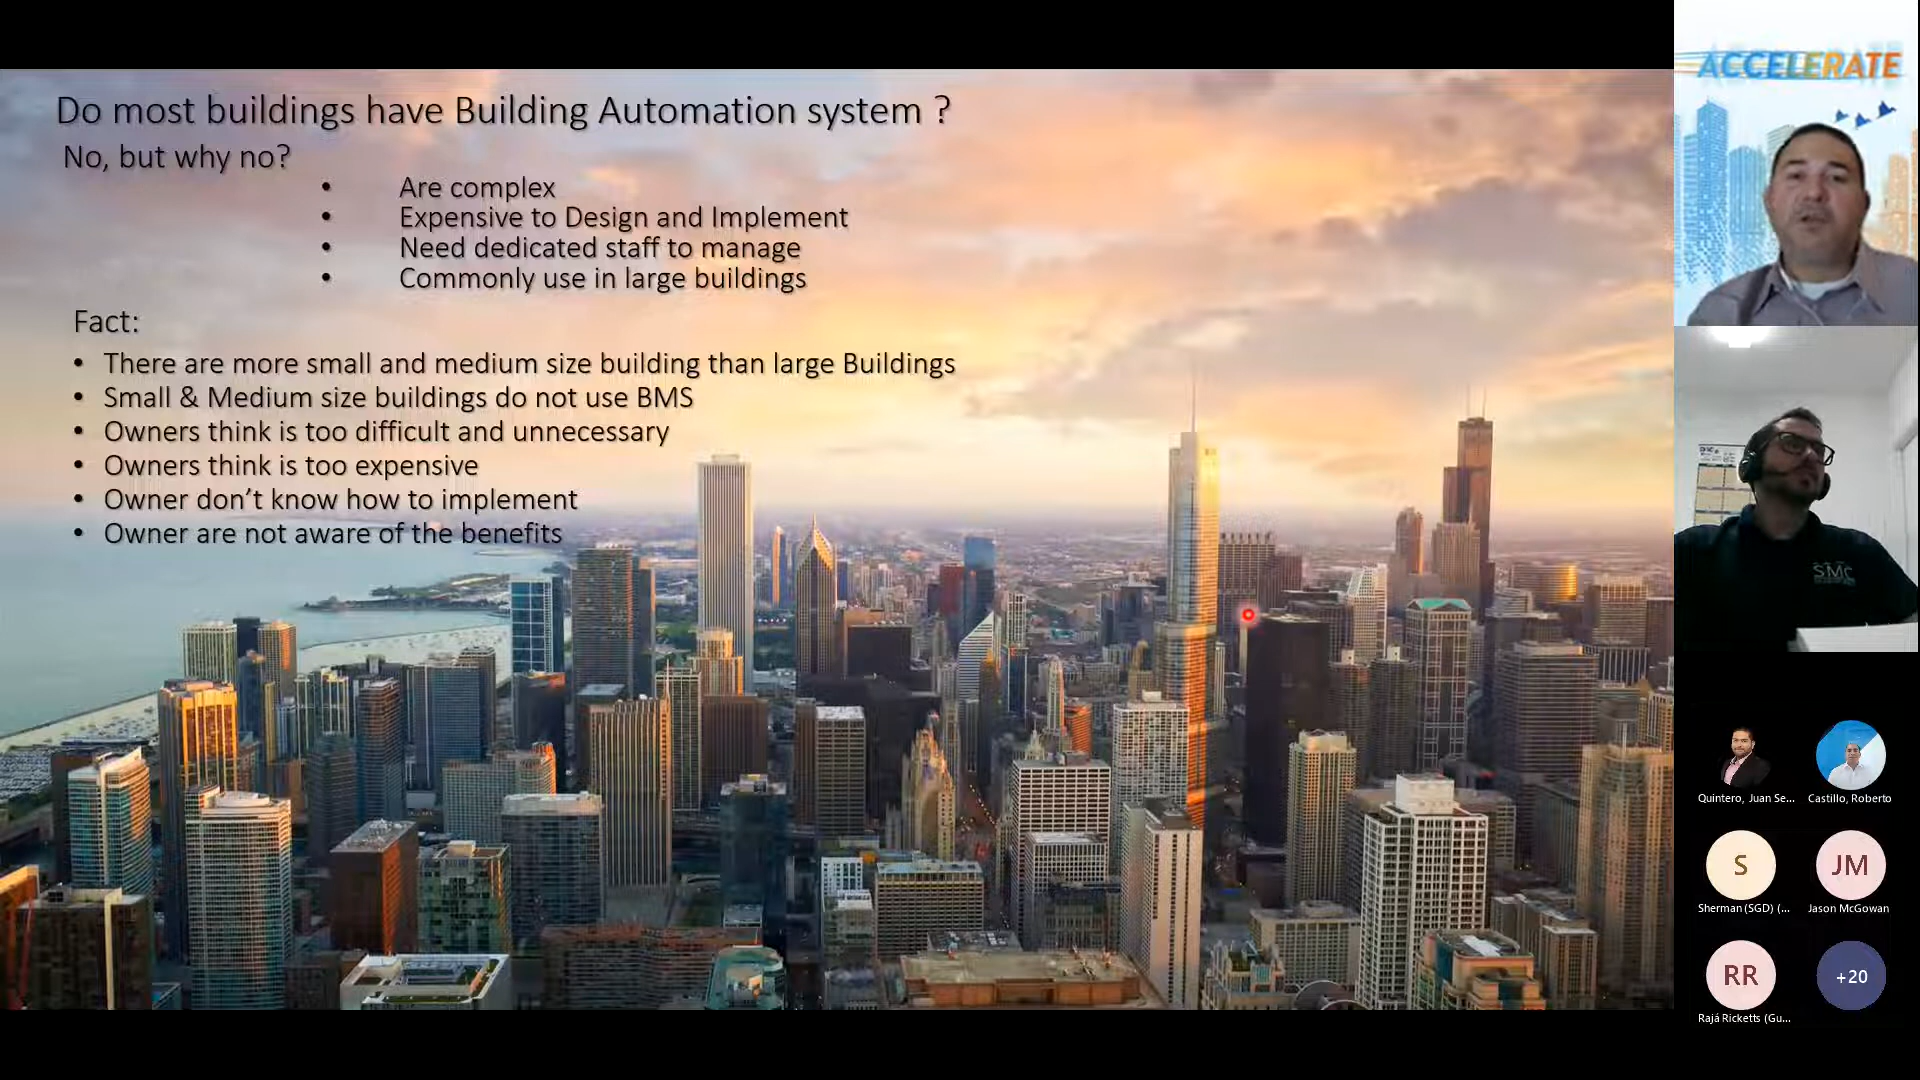 Do most buildings have Building Automation system ?
No, but why no?
• Are complex
• Expensive to Design and Implement
• Need dedicated staff to manage
• Commonly use in large buildings
Fact:
• There are more small and medium size building than large Buildings
• Small & Medium size buildings do not use BMS
• Owners think is too difficult and unnecessary
• Owners think is too expensive
• Owner don’t know how to implement
• Owner are not aware of the benefits
ACCELERATE
SMC
Quintero, Juan Se...
Castillo, Roberto
S
JM
Sherman (SGD) (...
Jason McGowan
RR
+20
Rajá Ricketts (Gu...